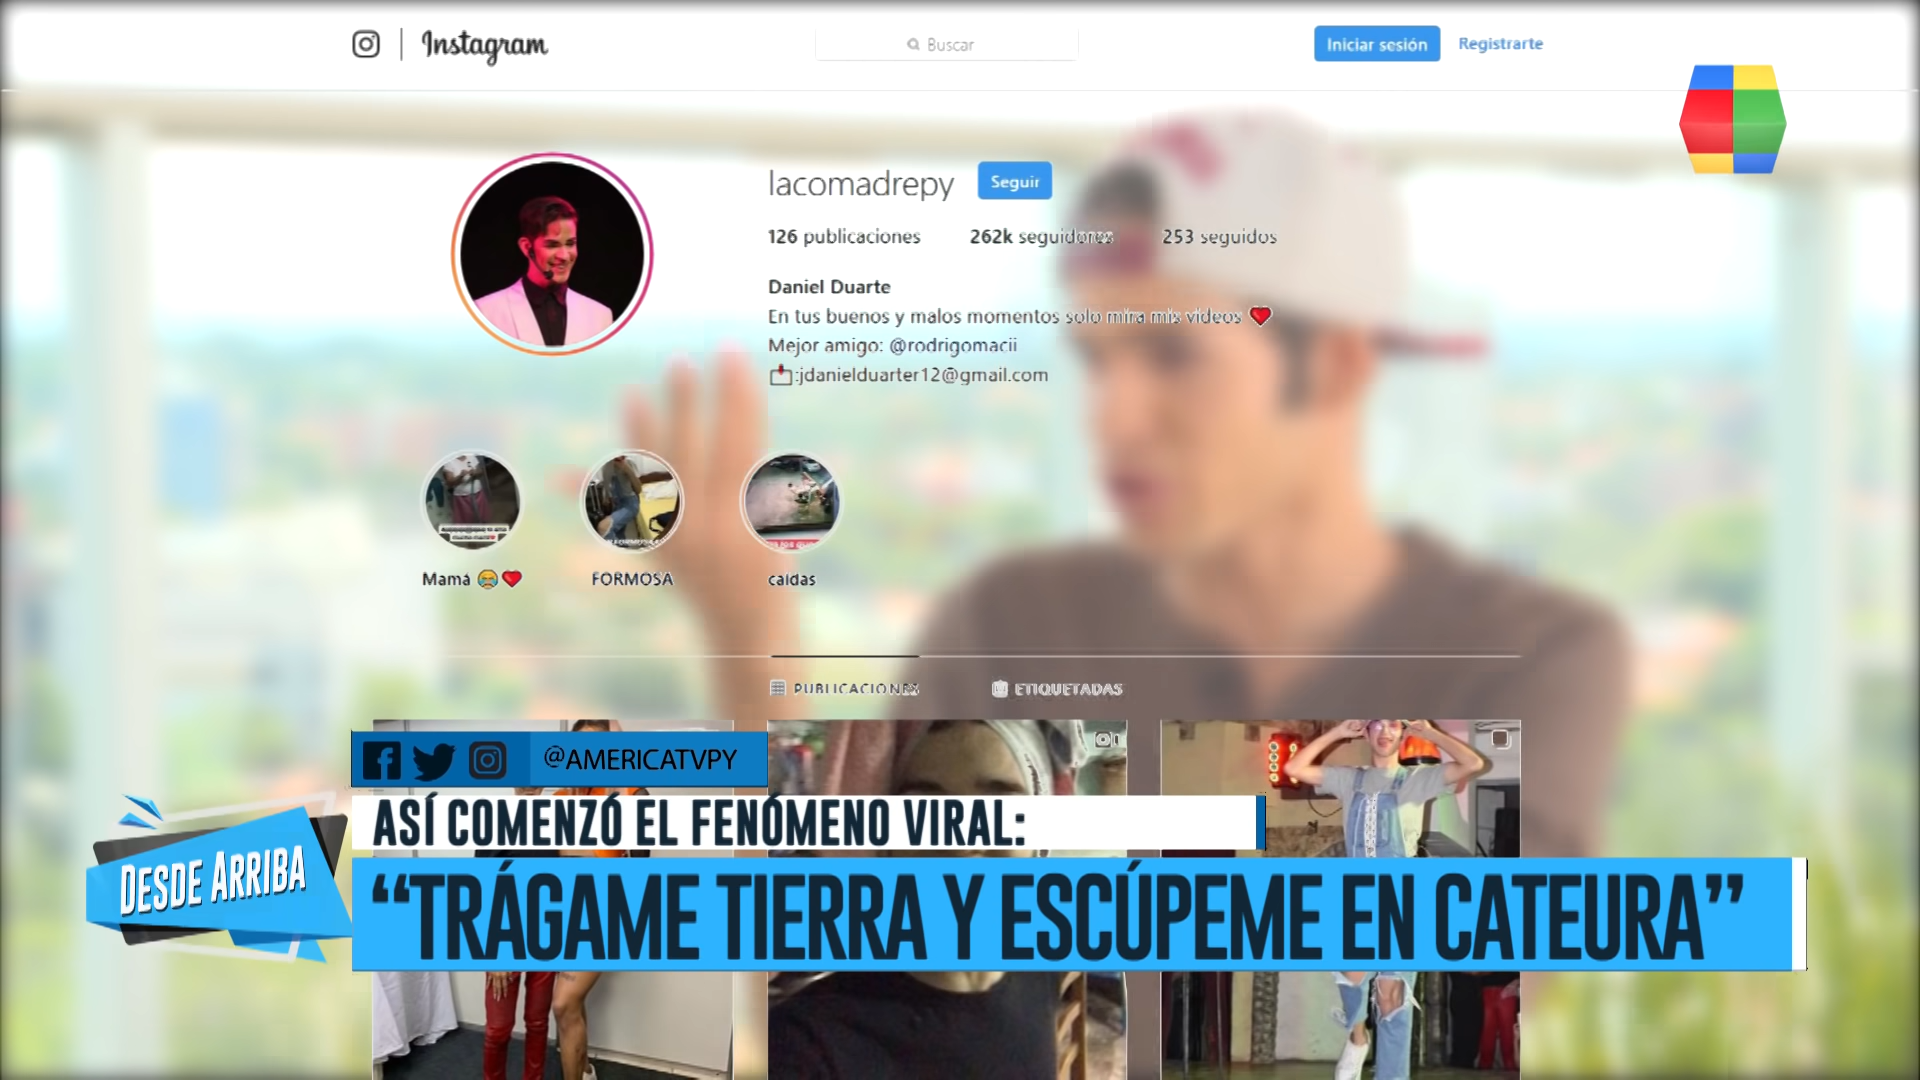 Instagram
Buscar
Iniciar sesión
Registrarte
lacomadrepy
Seguir
126 publicaciones
262k seguidores
253 seguidos
Daniel Duarte
En tus buenos y malos momentos solo mira mis videos ❤️
Mejor amigo: @rodrigomacii
📩:jdanielduarter12@gmail.com
Mamá 😭❤️
FORMOSA
caídas
PUBLICACIONES
ETIQUETADAS
@AMERICATVPY
ASÍ COMENZÓ EL FENÓMENO VIRAL:
DESDE ARRIBA
“TRÁGAME TIERRA Y ESCÚPEME EN CATEURA”